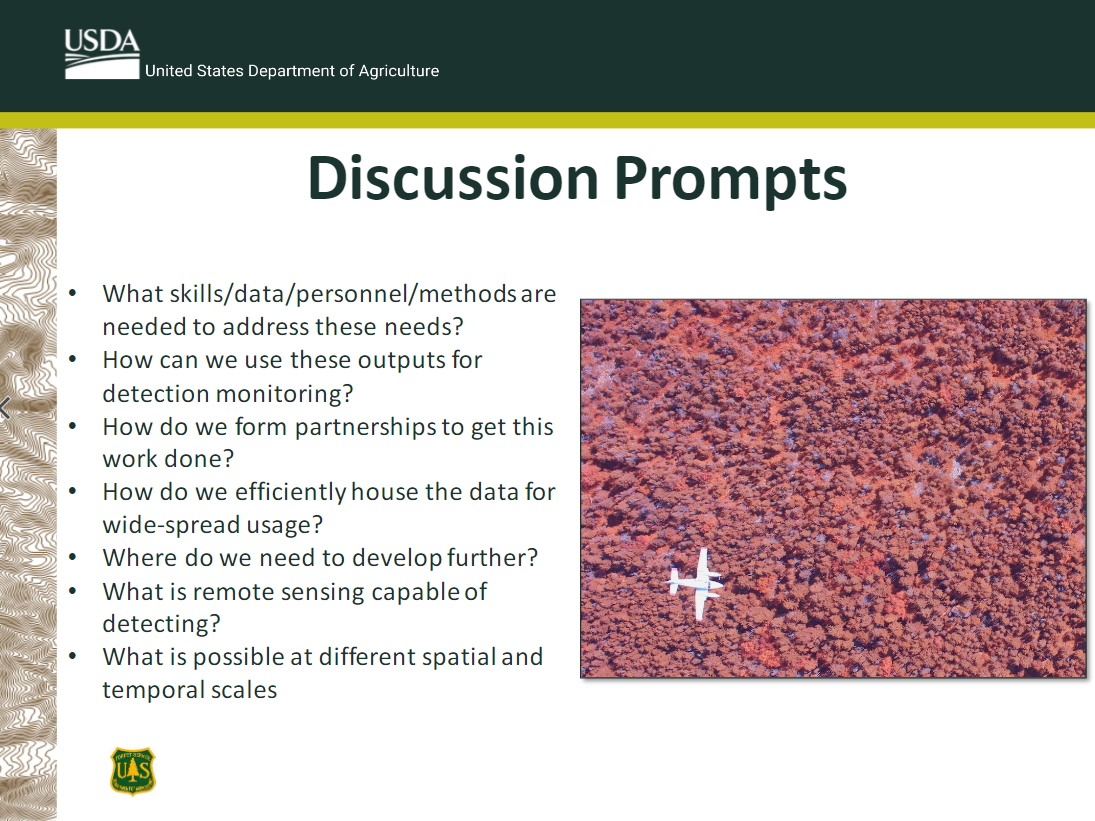 USDA
United States Department of Agriculture
Discussion Prompts
• What skills/data/personnel/methods are
needed to address these needs?
• How can we use these outputs for
detection monitoring?
• How do we form partnerships to get this
work done?
• How do we efficiently house the data for
wide-spread usage?
• Where do we need to develop further?
• What is remote sensing capable of
detecting?
• What is possible at different spatial and
temporal scales
FOREST SERVICE
U S